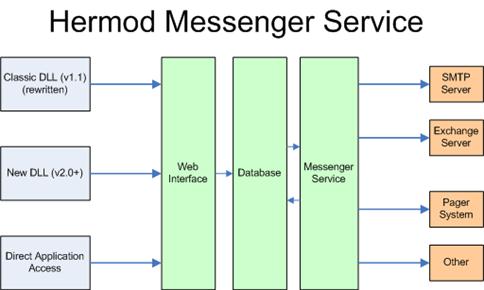 Hermod Messenger Service
Classic DLL (v1.1)
(rewritten)
New DLL (v2.0+)
Direct Application
Access
Web
Interface
Database
Messenger
Service
SMTP
Server
Exchange
Server
Pager
System
Other